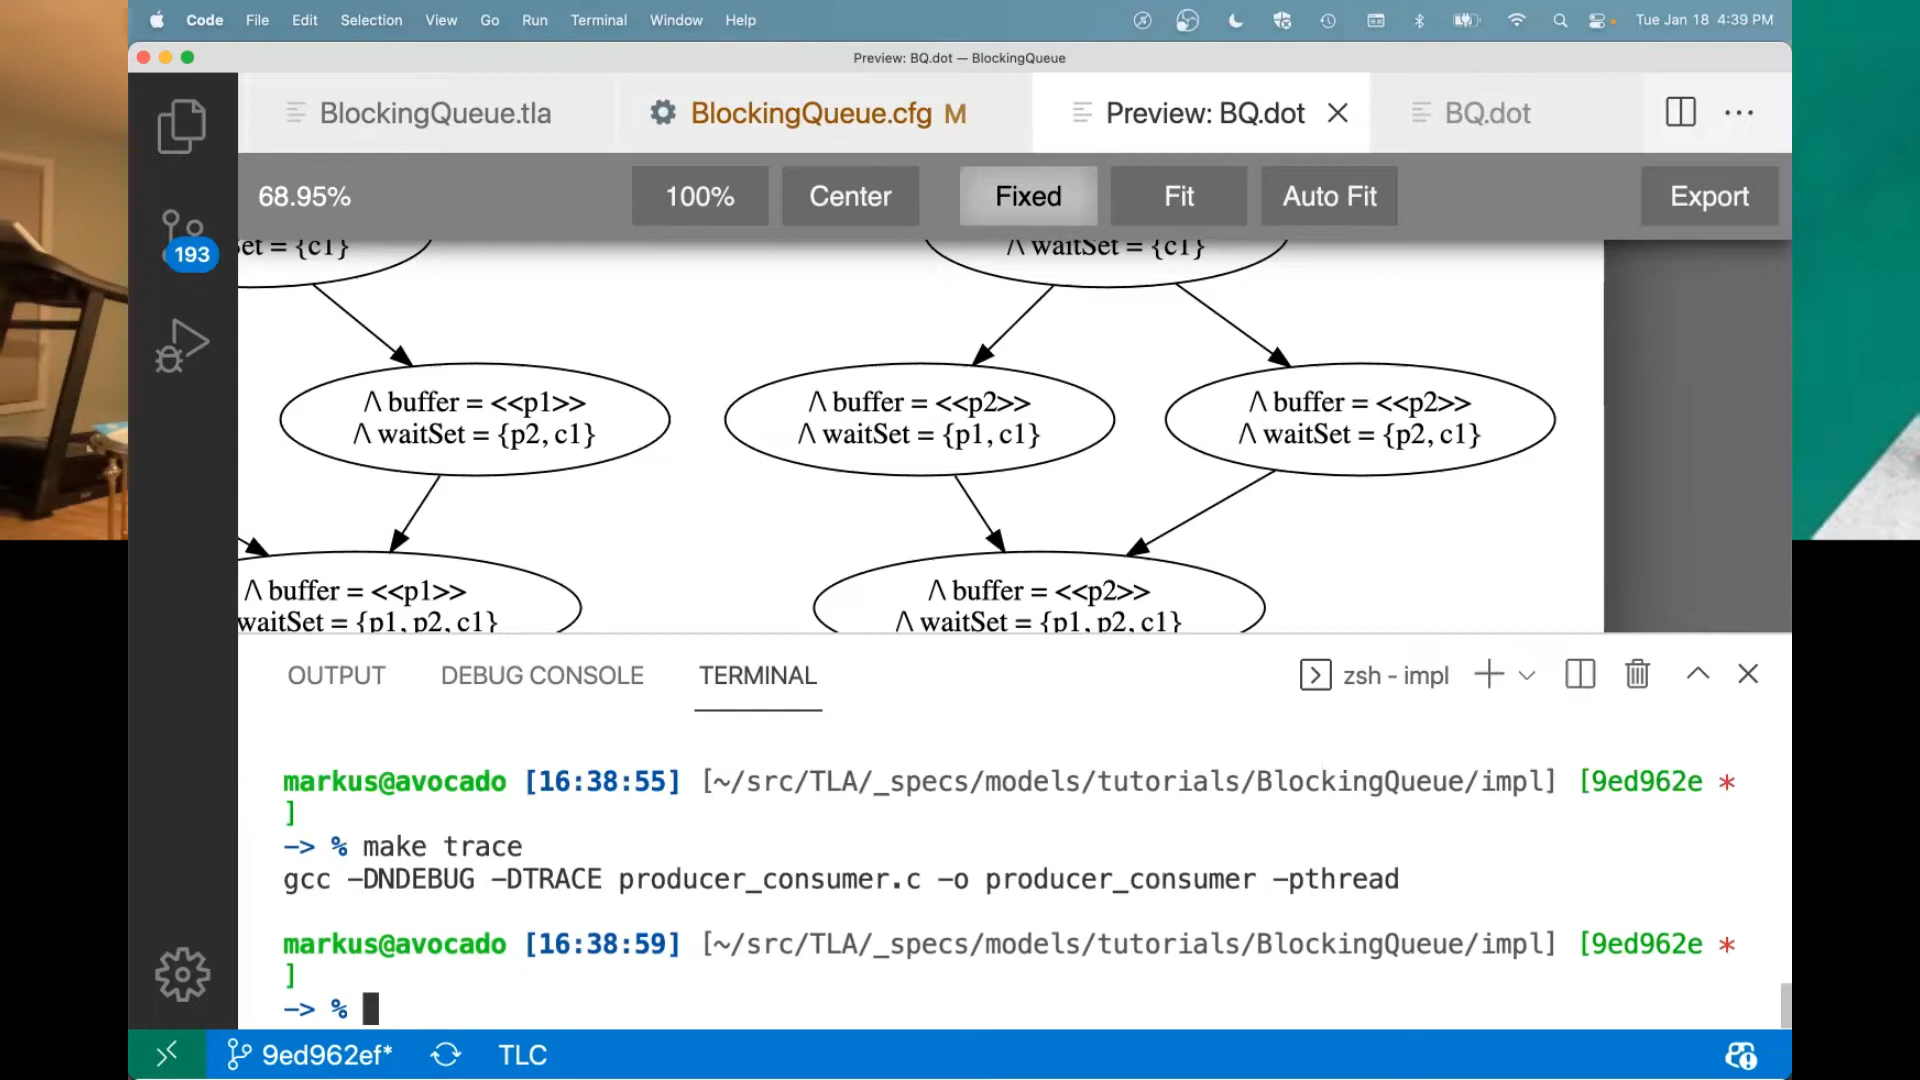 Code File Edit Selection View Go Run Terminal Window Help Tue Jan 18 4:39 PM
Preview: BQ.dot — BlockingQueue
BlockingQueue.tla BlockingQueue.cfg M Preview: BQ.dot BQ.dot
68.95% 100% Center Fixed Fit Auto Fit Export
193
et = {c1} /\ waitSet = {c1}
/\ buffer = <<p1>> /\ buffer = <<p2>> /\ buffer = <<p2>>
/\ waitSet = {p2, c1} /\ waitSet = {p1, c1} /\ waitSet = {p2, c1}
/\ buffer = <<p1>> /\ buffer = <<p2>>
waitSet = {p1, p2, c1} /\ waitSet = {p1, p2, c1}
OUTPUT DEBUG CONSOLE TERMINAL zsh - impl
markus@avocado [16:38:55] [~/src/TLA/_specs/models/tutorials/BlockingQueue/impl] [9ed962e *
]
—> % make trace
gcc —DNDEBUG —DTRACE producer_consumer.c —o producer_consumer —pthread
markus@avocado [16:38:59] [~/src/TLA/_specs/models/tutorials/BlockingQueue/impl] [9ed962e *
]
—> %
9ed962ef* TLC